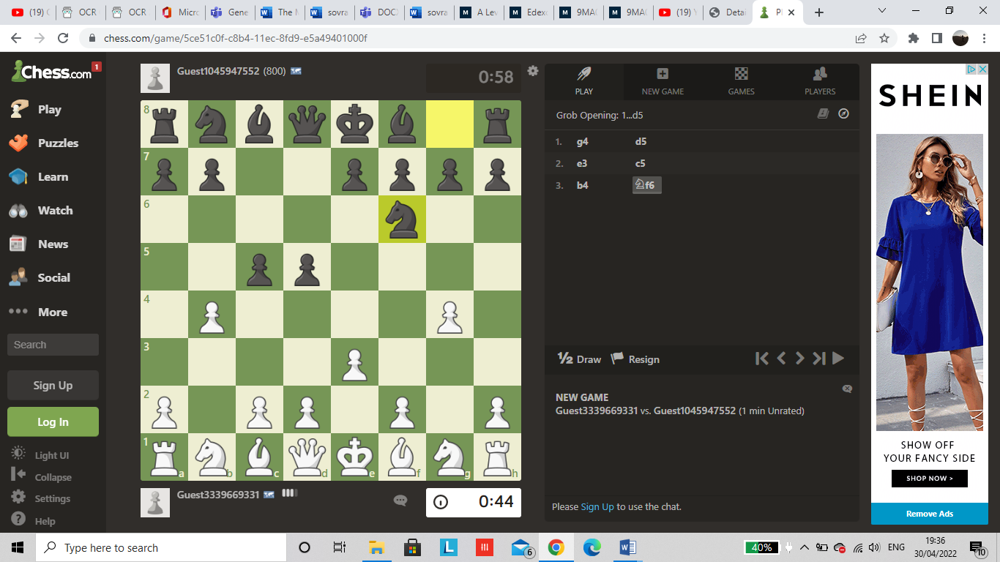 (19) (
OCR
OCR
Micro
Gene
The M
sovra
DOC2
sovra
A Lev
Edexc
9MA(
9MA(
(19) Y
Detai
Pl
chess.com/game/5ce51c0f-c8b4-11ec-8fd9-e5a49401000f
Chess.com
1
Play
Puzzles
Learn
Watch
News
Social
More
Search
Sign Up
Log In
Light UI
Collapse
Settings
Help
Guest1045947552 (800)
0:58
8
7
6
5
4
3
2
1
a b c d e f g h
Guest3339669331
0:44
PLAY
NEW GAME
GAMES
PLAYERS
Grob Opening: 1...d5
1. g4 d5
2. e3 c5
3. b4 f6
½ Draw
Resign
NEW GAME
Guest3339669331 vs. Guest1045947552 (1 min Unrated)
Please Sign Up to use the chat.
SHEIN
SHOW OFF
YOUR FANCY SIDE
SHOP NOW >
Remove Ads
Type here to search
L
6
40%
ENG
19:36
30/04/2022
10